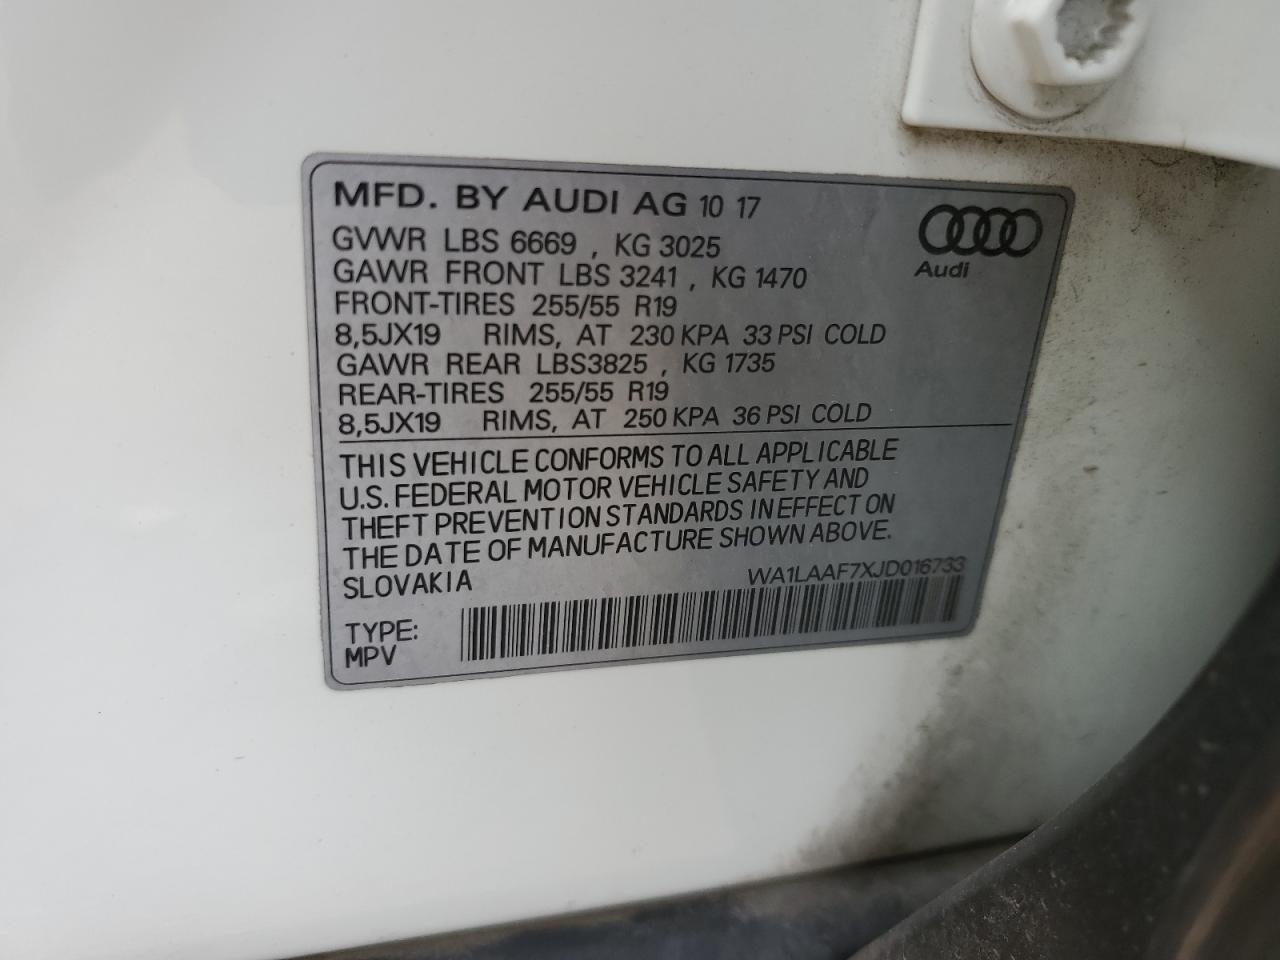 MFD. BY AUDI AG 10 17
GVWR LBS 6669 , KG 3025
GAWR FRONT LBS 3241 , KG 1470
FRONT-TIRES 255/55 R19
8,5JX19 RIMS, AT 230 KPA 33 PSI COLD
GAWR REAR LBS3825 , KG 1735
REAR-TIRES 255/55 R19
8,5JX19 RIMS, AT 250 KPA 36 PSI COLD
Audi
THIS VEHICLE CONFORMS TO ALL APPLICABLE
U.S. FEDERAL MOTOR VEHICLE SAFETY AND
THEFT PREVENTION STANDARDS IN EFFECT ON
THE DATE OF MANUFACTURE SHOWN ABOVE.
SLOVAKIA
WA1LAAF7XJD016733
TYPE:
MPV